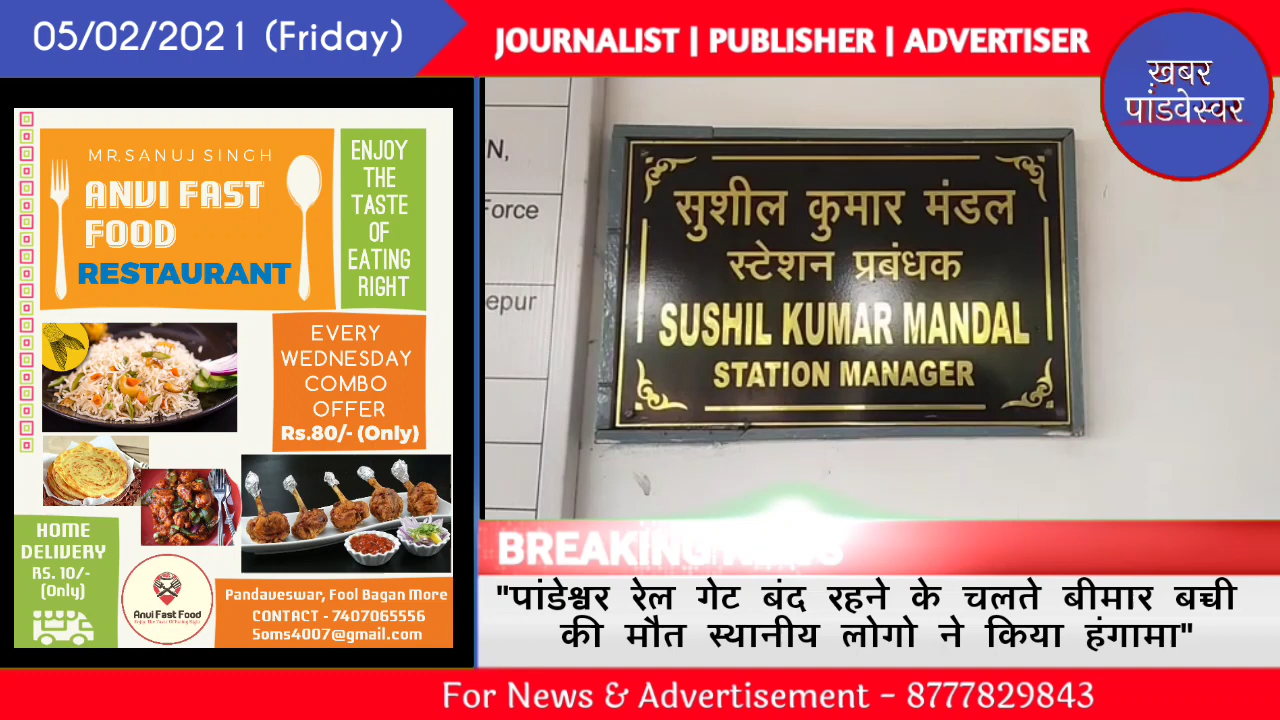 05/02/2021 (Friday)
JOURNALIST | PUBLISHER | ADVERTISER
ख़बर
पांडवेस्वर
MR.SANUJ SINGH
ANVI FAST
FOOD
RESTAURANT
ENJOY
THE
TASTE
OF
EATING
RIGHT
EVERY
WEDNESDAY
COMBO
OFFER
Rs.80/- (Only)
HOME
DELIVERY
RS. 10/-
(Only)
Anvi Fast Food
Pandaveswar, Fool Bagan More
CONTACT - 7407065556
Soms4007@gmail.com
N,
Force
epur
सुशील कुमार मंडल
स्टेशन प्रबंधक
SUSHIL KUMAR MANDAL
STATION MANAGER
BREAKING NEWS
"पांडेश्वर रेल गेट बंद रहने के चलते बीमार बच्ची
की मौत स्थानीय लोगो ने किया हंगामा"
For News & Advertisement - 8777829843